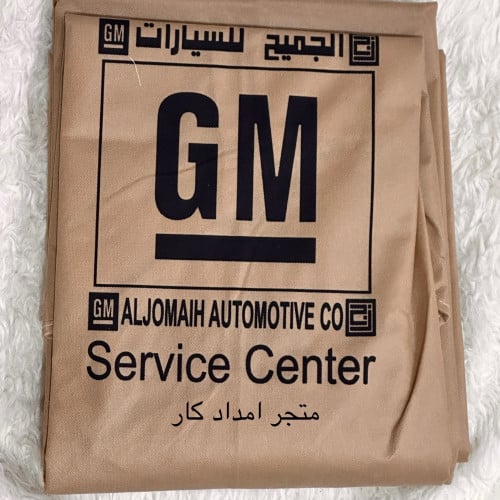 GM الجميح للسيارات
GM
GM ALJOMAIH AUTOMOTIVE CO
Service Center
متجر امداد كار